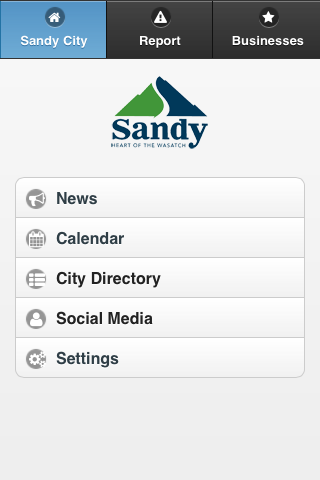 Sandy City
Report
Businesses
Sandy
HEART OF THE WASATCH
News
Calendar
City Directory
Social Media
Settings